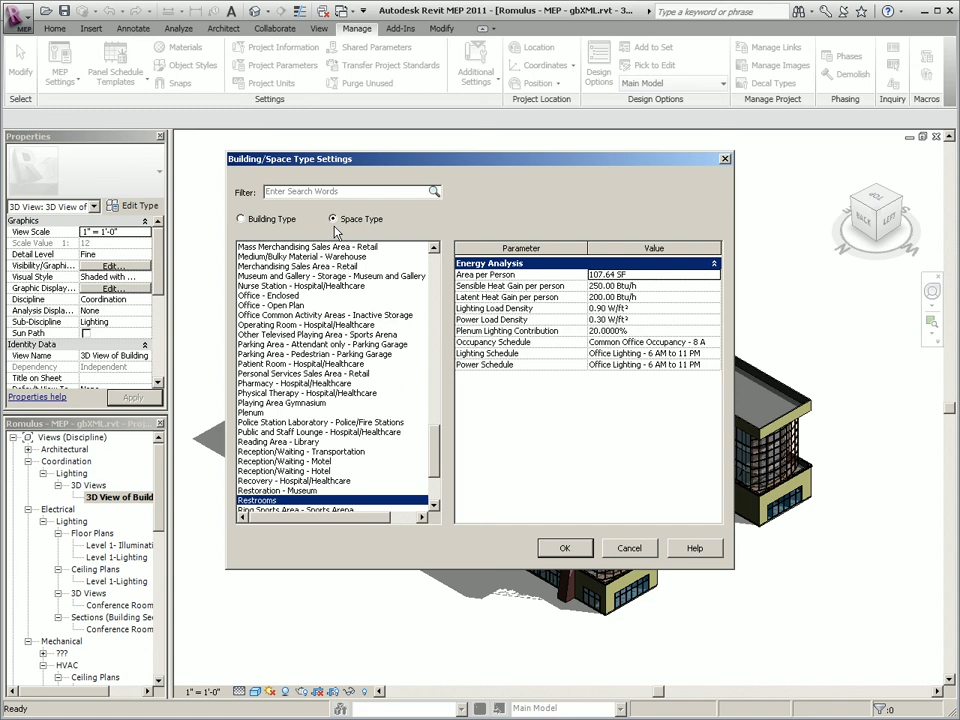 Autodesk Revit MEP 2011 - [Romulus - MEP - gbXML.rvt - 3...
Type a keyword or phrase
MEP
Home Insert Annotate Analyze Architect Collaborate View Manage Add-Ins Modify
Modify
MEP Settings
Panel Schedule Templates
Materials
Object Styles
Snaps
Project Information
Project Parameters
Project Units
Shared Parameters
Transfer Project Standards
Purge Unused
Additional Settings
Location
Coordinates
Position
Design Options
Add to Set
Pick to Edit
Main Model
Manage Links
Manage Images
Decal Types
Phases
Demolish
Select Settings Project Location Design Options Manage Project Phasing Inquiry Macros
Properties
3D View: 3D View of
Edit Type
Graphics
View Scale 1" = 1'-0"
Scale Value 1: 12
Detail Level Fine
Visibility/Graphi... Edit...
Visual Style Shaded with ...
Graphic Display... Edit...
Discipline Coordination
Analysis Displa... None
Sub-Discipline Lighting
Sun Path
Identity Data
View Name 3D View of Building
Dependency Independent
Title on Sheet
Properties help
Apply
Romulus - MEP - gbXML.rvt - Pro...
Views (Discipline)
Architectural
Coordination
Lighting
3D Views
3D View of Build
Electrical
Lighting
Floor Plans
Level 1- Illuminati
Level 1-Lighting
Ceiling Plans
Level 1-Lighting
3D Views
Conference Room
Sections (Building Se
Conference Room
Mechanical
???
HVAC
Ceiling Plans
Building/Space Type Settings
Filter: Enter Search Words
Building Type
Space Type
Mass Merchandising Sales Area - Retail
Medium/Bulky Material - Warehouse
Merchandising Sales Area - Retail
Museum and Gallery - Storage - Museum and Gallery
Nurse Station - Hospital/Healthcare
Office - Enclosed
Office - Open Plan
Office Common Activity Areas - Inactive Storage
Operating Room - Hospital/Healthcare
Other Televised Playing Area - Sports Arena
Parking Area - Attendant only - Parking Garage
Parking Area - Pedestrian - Parking Garage
Patient Room - Hospital/Healthcare
Personal Services Sales Area - Retail
Pharmacy - Hospital/Healthcare
Physical Therapy - Hospital/Healthcare
Playing Area Gymnasium
Plenum
Police Station Laboratory - Police/Fire Stations
Public and Staff Lounge - Hospital/Healthcare
Reading Area - Library
Reception/Waiting - Transportation
Reception/Waiting - Motel
Reception/Waiting - Hotel
Recovery - Hospital/Healthcare
Restoration - Museum
Restrooms
Ring Sports Area - Sports Arena
Parameter Value
Energy Analysis
Area per Person 107.64 SF
Sensible Heat Gain per person 250.00 Btu/h
Latent Heat Gain per person 200.00 Btu/h
Lighting Load Density 0.90 W/ft²
Power Load Density 0.30 W/ft²
Plenum Lighting Contribution 20.0000%
Occupancy Schedule Common Office Occupancy - 8 A
Lighting Schedule Office Lighting - 6 AM to 11 PM
Power Schedule Office Lighting - 6 AM to 11 PM
OK
Cancel
Help
TOP
BACK
LEFT
1" = 1'-0"
Ready
Main Model
:0